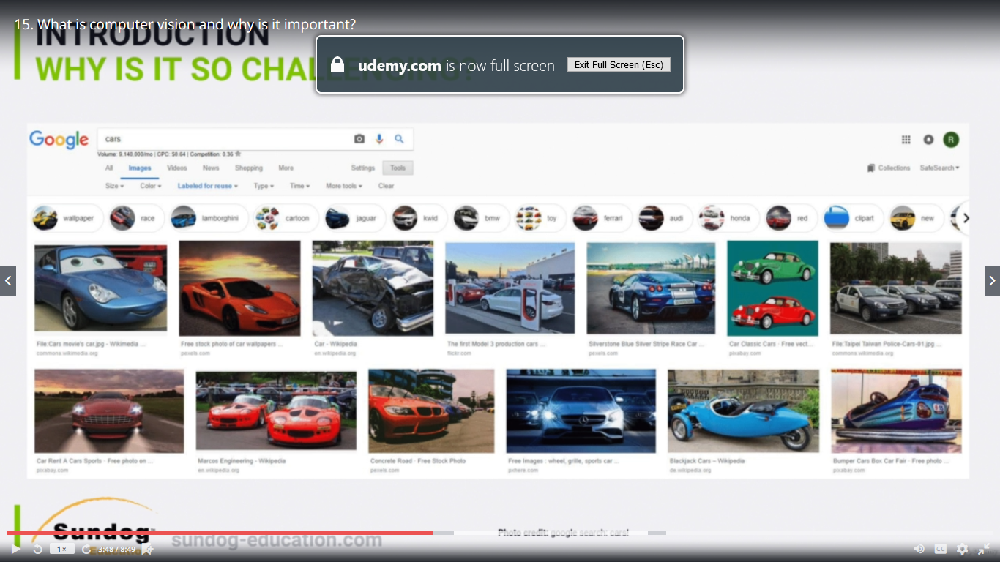 15. What is computer vision and why is it important?
INTRODUCTION
WHY IS IT SO CHALLENGING?
udemy.com is now full screen
Exit Full Screen (Esc)
Google
cars
R
Volume: 9,140,000/mo | CPC: $0.64 | Competition: 0.36
All Images Videos News Shopping More Settings Tools
Collections SafeSearch
Size Color Labeled for reuse Type Time More tools Clear
wallpaper race lamborghini cartoon jaguar kwid bmw toy ferrari audi honda red clipart new
File:Cars movie's car.jpg - Wikimedia ...
commons.wikimedia.org
Free stock photo of car wallpapers ...
pexels.com
Car - Wikipedia
en.wikipedia.org
The first Model 3 production cars ...
flickr.com
Silverstone Blue Silver Stripe Race Car ...
pexels.com
Car Classic Cars · Free vect...
pixabay.com
File:Taipei Taiwan Police-Cars-01.jpg ...
commons.wikimedia.org
Car Rent A Cars Sports · Free photo on ...
pixabay.com
Marcos Engineering - Wikipedia
en.wikipedia.org
Concrete Road · Free Stock Photo
pexels.com
Free Images : wheel, grille, sports car ...
pxhere.com
Blackjack Cars – Wikipedia
de.wikipedia.org
Bumper Cars Box Car Fair · Free photo ...
pixabay.com
Sundog
Education
sundog-education.com
Photo credit: google search: cars!
1×
3:48 / 8:49
CC